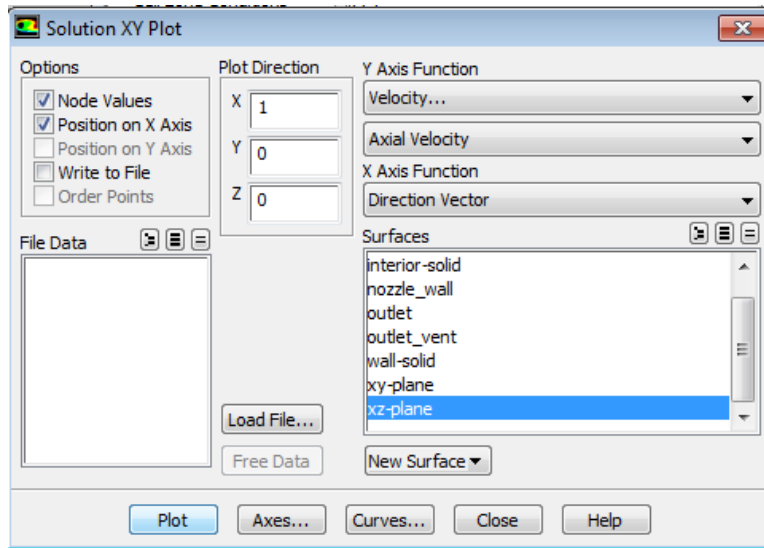 Solution XY Plot
Options
Node Values
Position on X Axis
Position on Y Axis
Write to File
Order Points
Plot Direction
X 1
Y 0
Z 0
Y Axis Function
Velocity...
Axial Velocity
X Axis Function
Direction Vector
File Data
Surfaces
interior-solid
nozzle_wall
outlet
outlet_vent
wall-solid
xy-plane
xz-plane
Load File...
Free Data
New Surface
Plot Axes... Curves... Close Help